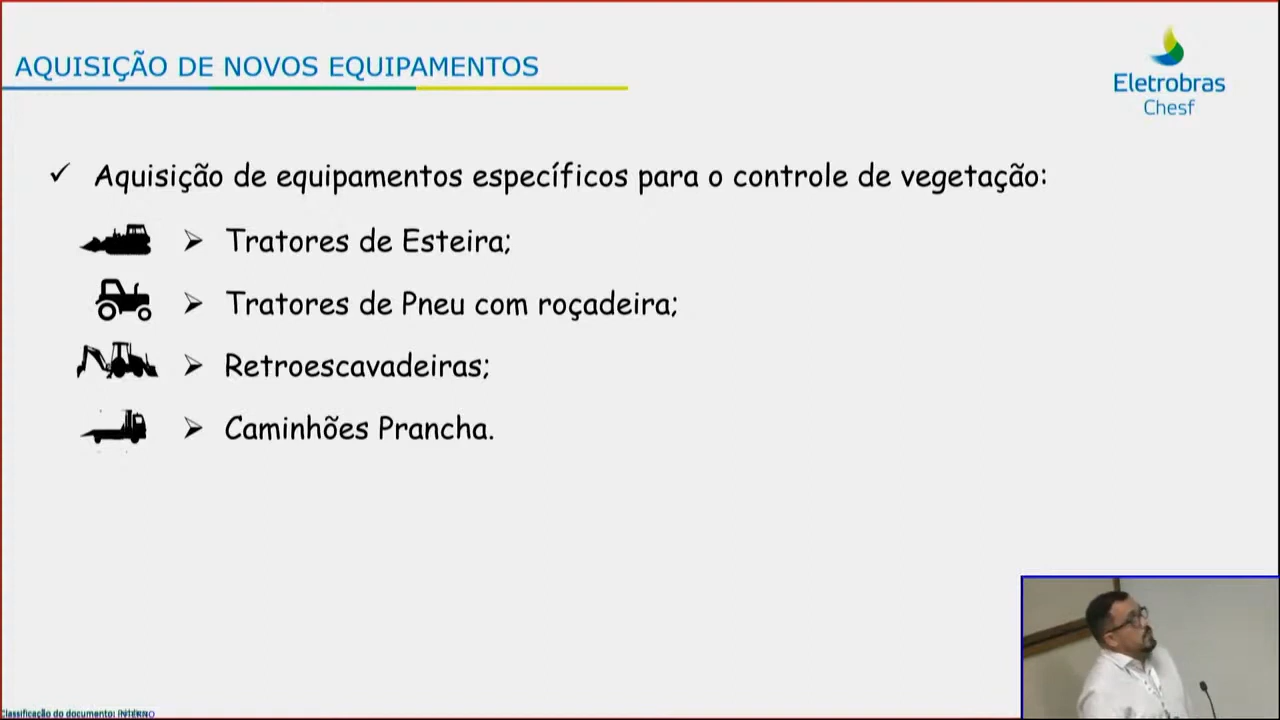 AQUISIÇÃO DE NOVOS EQUIPAMENTOS
Eletrobras
Chesf
Aquisição de equipamentos específicos para o controle de vegetação:
Tratores de Esteira;
Tratores de Pneu com roçadeira;
Retroescavadeiras;
Caminhões Prancha.
Classificação do documento: